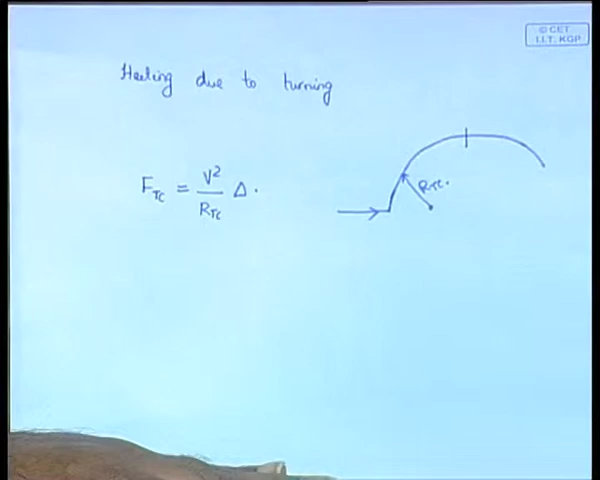 © CET
I.I.T. KGP
Heeling due to turning
F_TC = V² / R_TC Δ.
R_TC.